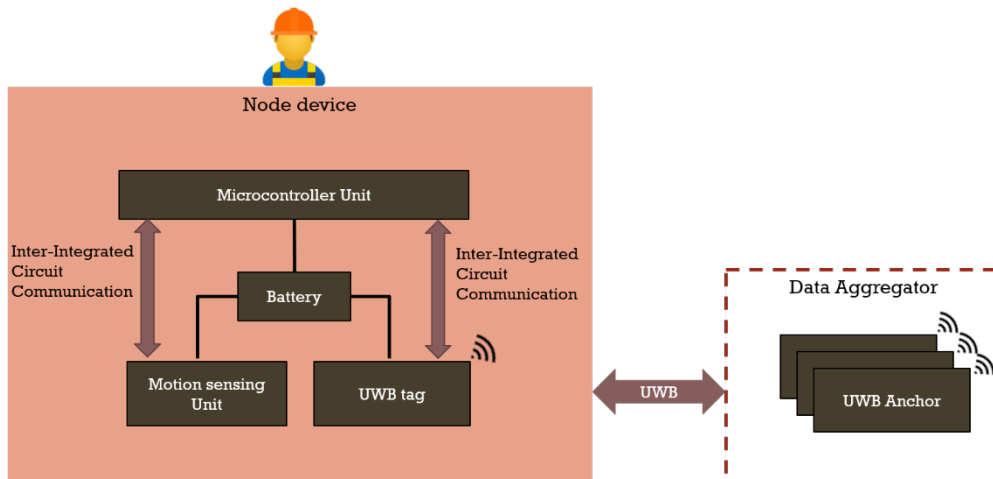 Node device
Microcontroller Unit
Inter-Integrated
Circuit
Communication
Inter-Integrated
Circuit
Communication
Battery
Motion sensing
Unit
UWB tag
UWB
Data Aggregator
UWB Anchor